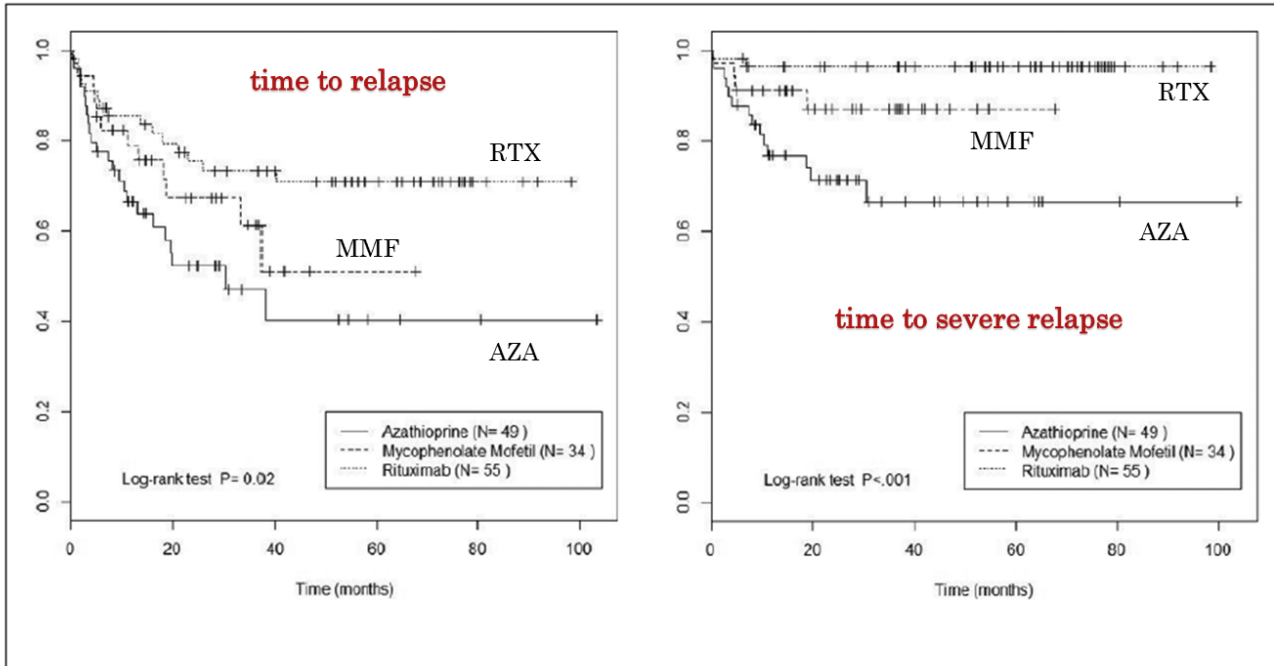 time to relapse
RTX
MMF
AZA
1.0
0.8
0.6
0.4
0.2
0.0
Azathioprine (N= 49 )
Mycophenolate Mofetil (N= 34 )
Rituximab (N= 55 )
Log-rank test P= 0.02
0 20 40 60 80 100
Time (months)
RTX
MMF
AZA
time to severe relapse
1.0
0.8
0.6
0.4
0.2
0.0
Azathioprine (N= 49 )
Mycophenolate Mofetil (N= 34 )
Rituximab (N= 55 )
Log-rank test P<.001
0 20 40 60 80 100
Time (months)